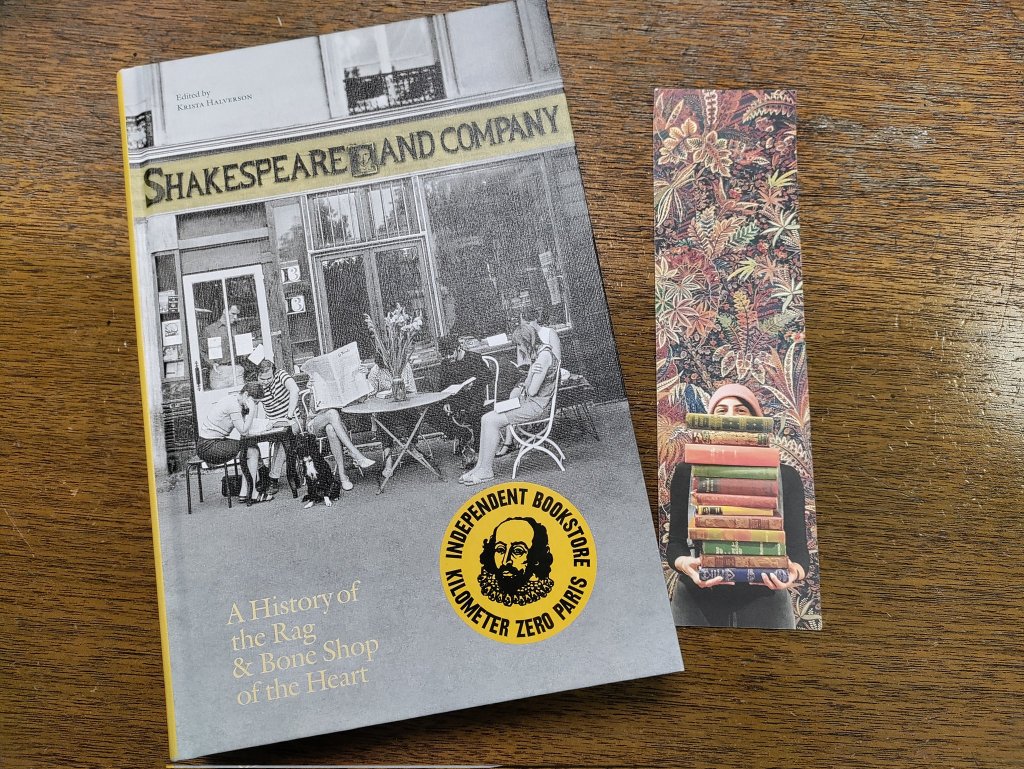 Edited by
KRISTA HALVERSON
SHAKESPEARE AND COMPANY
INDEPENDENT BOOKSTORE
KILOMETER ZERO PARIS
A History of
the Rag
& Bone Shop
of the Heart